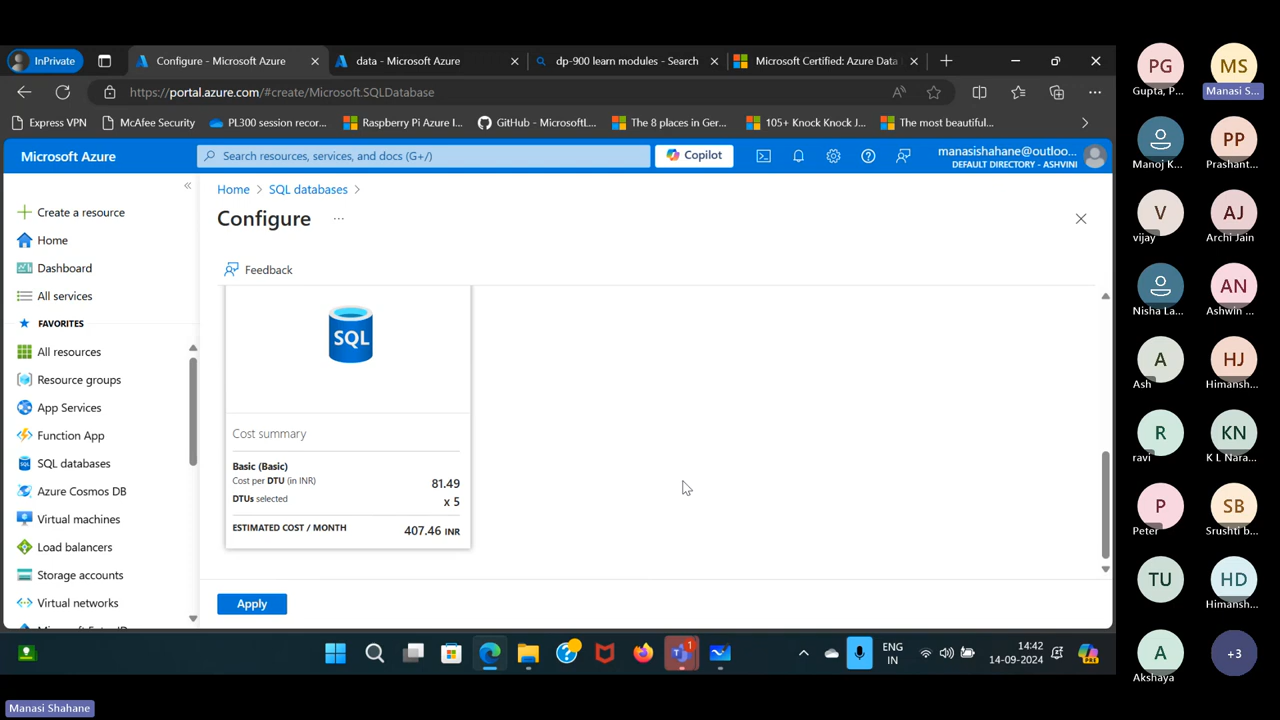 InPrivate
Configure - Microsoft Azure
data - Microsoft Azure
dp-900 learn modules - Search
Microsoft Certified: Azure Data
https://portal.azure.com/#create/Microsoft.SQLDatabase
Express VPN
McAfee Security
PL300 session recor...
Raspberry Pi Azure I...
GitHub - MicrosoftL...
The 8 places in Ger...
105+ Knock Knock J...
The most beautiful...
Microsoft Azure
Search resources, services, and docs (G+/)
Copilot
manasishahane@outloo...
DEFAULT DIRECTORY - ASHVINI
Home > SQL databases >
Configure ...
Feedback
Create a resource
Home
Dashboard
All services
FAVORITES
All resources
Resource groups
App Services
Function App
SQL databases
Azure Cosmos DB
Virtual machines
Load balancers
Storage accounts
Virtual networks
SQL
Cost summary
Basic (Basic)
Cost per DTU (in INR) 81.49
DTUs selected x 5
ESTIMATED COST / MONTH 407.46 INR
Apply
1
PRE
ENG
IN
14:42
14-09-2024
PG
Gupta, P...
MS
Manasi S...
Manoj K...
PP
Prashant...
V
vijay
AJ
Archi Jain
Nisha La...
AN
Ashwin ...
A
Ash
HJ
Himansh...
R
ravi
KN
K L Nara...
P
Peter
SB
Srushti b...
TU
HD
Himansh...
A
Akshaya
+3
Manasi Shahane